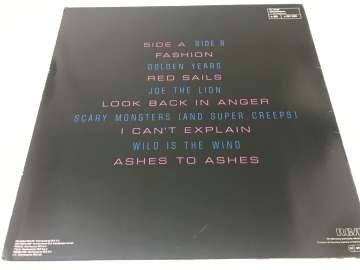 SIDE A SIDE B
FASHION
GOLDEN YEARS
RED SAILS
JOE THE LION
LOOK BACK IN ANGER
SCARY MONSTERS (AND SUPER CREEPS)
I CAN'T EXPLAIN
WILD IS THE WIND
ASHES TO ASHES
RCA